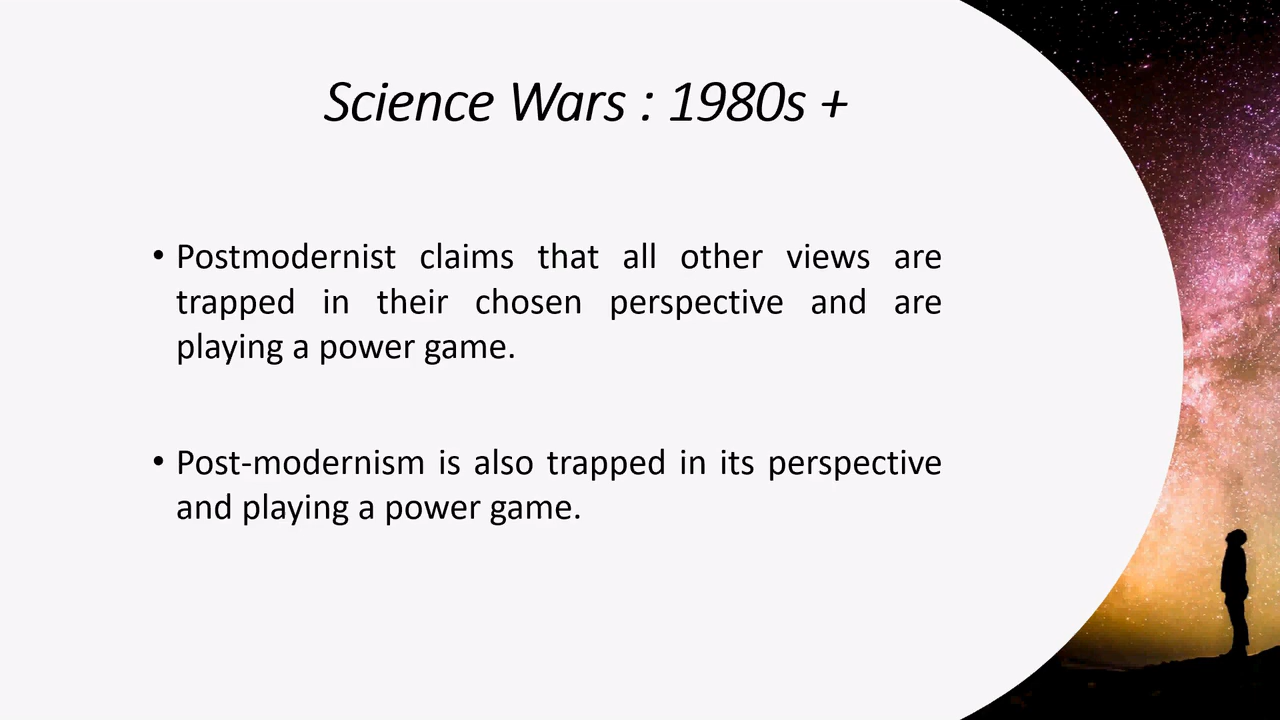 Science Wars : 1980s +
• Postmodernist claims that all other views are
trapped in their chosen perspective and are
playing a power game.
• Post-modernism is also trapped in its perspective
and playing a power game.